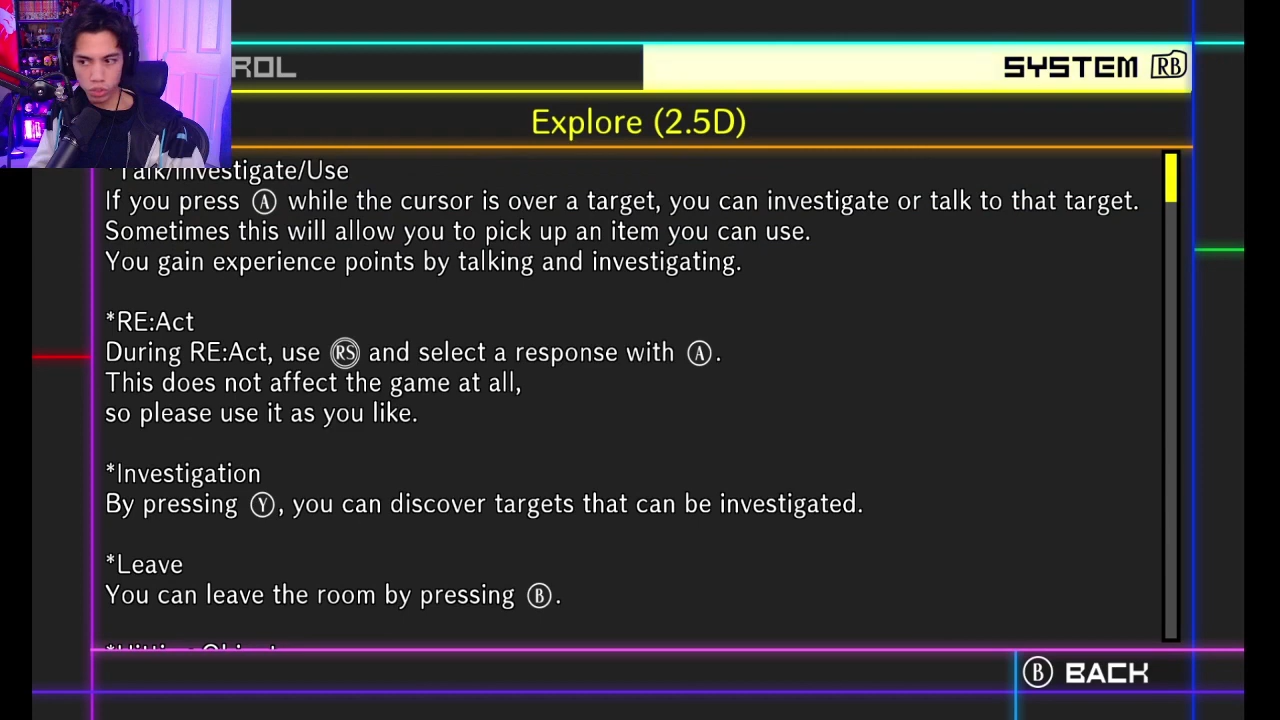 ROL
SYSTEM RB
Explore (2.5D)
*Talk/Investigate/Use
If you press A while the cursor is over a target, you can investigate or talk to that target.
Sometimes this will allow you to pick up an item you can use.
You gain experience points by talking and investigating.
*RE:Act
During RE:Act, use RS and select a response with A.
This does not affect the game at all,
so please use it as you like.
*Investigation
By pressing Y, you can discover targets that can be investigated.
*Leave
You can leave the room by pressing B.
B BACK